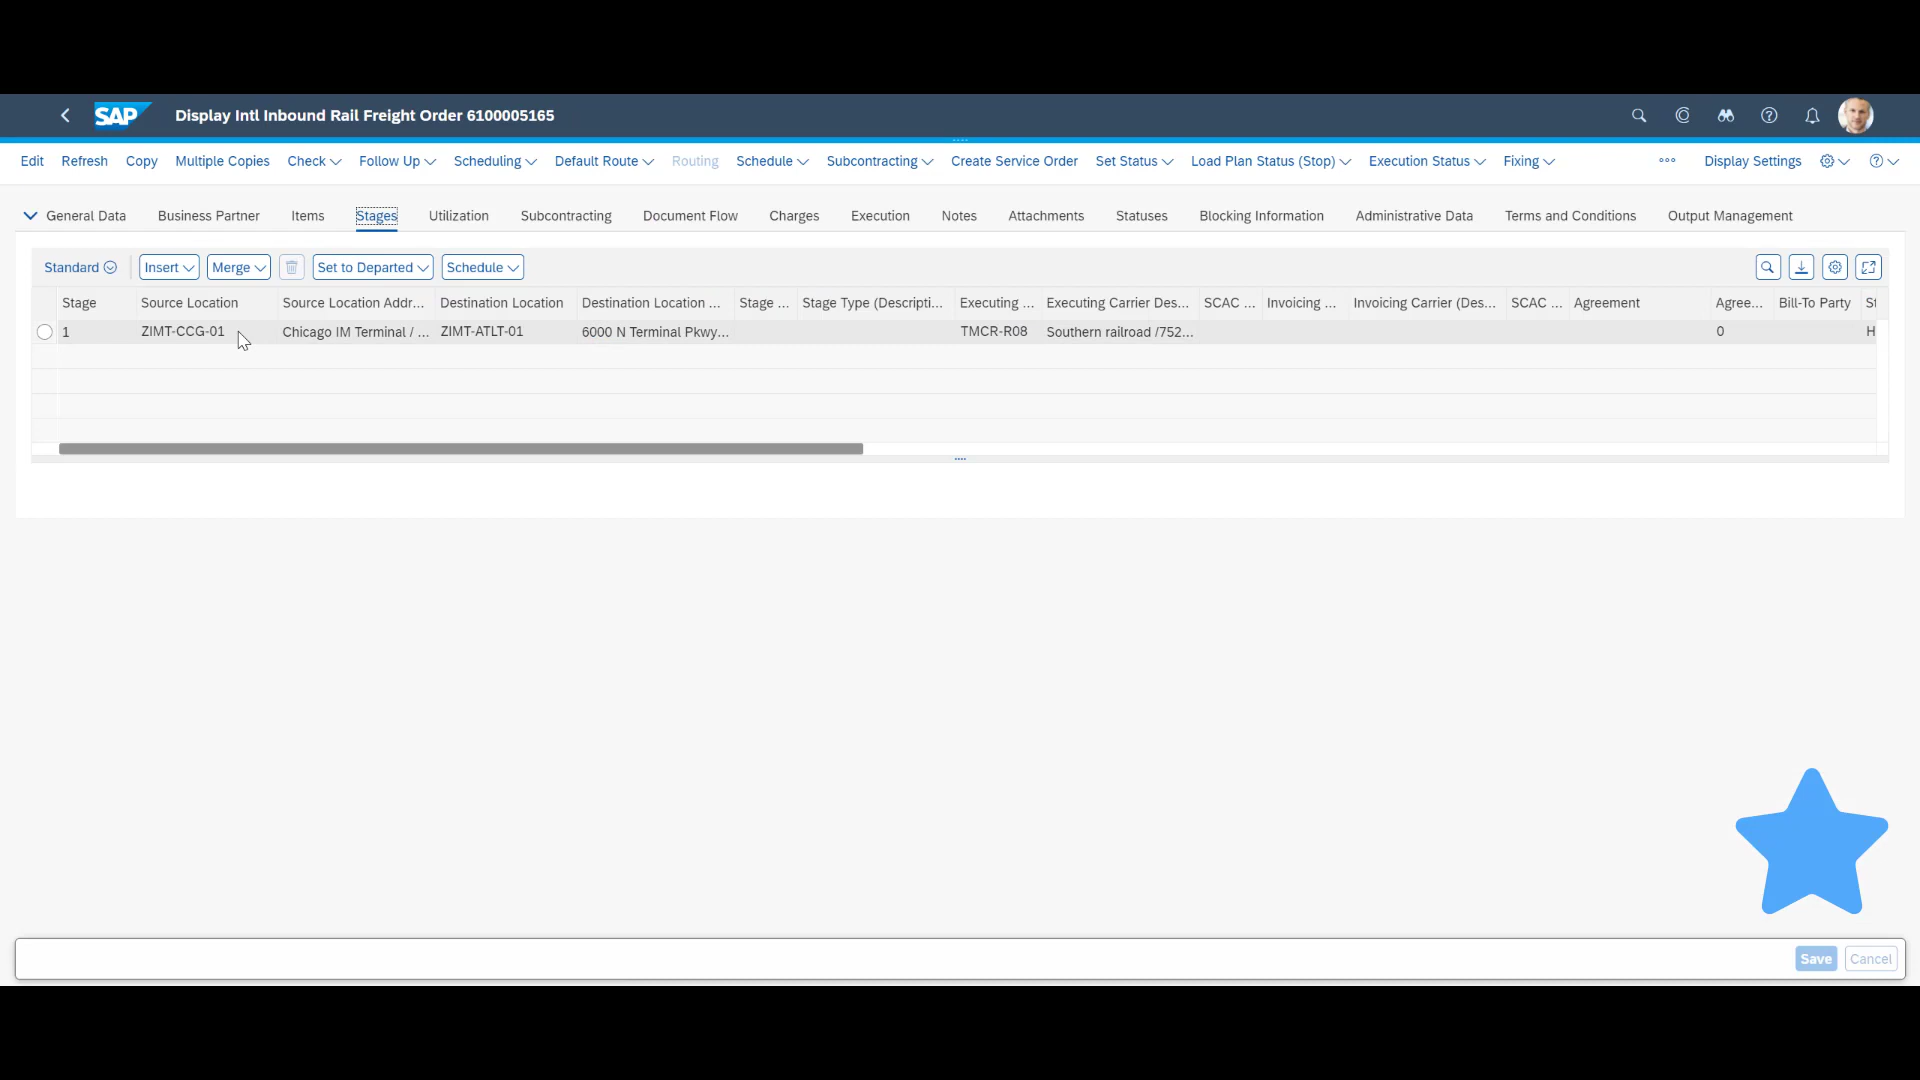 SAP Display Intl Inbound Rail Freight Order 6100005165
Edit Refresh Copy Multiple Copies Check Follow Up Scheduling Default Route Routing Schedule Subcontracting Create Service Order Set Status Load Plan Status (Stop) Execution Status Fixing Display Settings
General Data Business Partner Items Stages Utilization Subcontracting Document Flow Charges Execution Notes Attachments Statuses Blocking Information Administrative Data Terms and Conditions Output Management
Standard Insert Merge Set to Departed Schedule
Stage Source Location Source Location Addr... Destination Location Destination Location ... Stage ... Stage Type (Descripti... Executing ... Executing Carrier Des... SCAC ... Invoicing ... Invoicing Carrier (Des... SCAC ... Agreement Agree... Bill-To Party St
1 ZIMT-CCG-01 Chicago IM Terminal / ... ZIMT-ATLT-01 6000 N Terminal Pkwy... TMCR-R08 Southern railroad /752... 0 H
Save Cancel